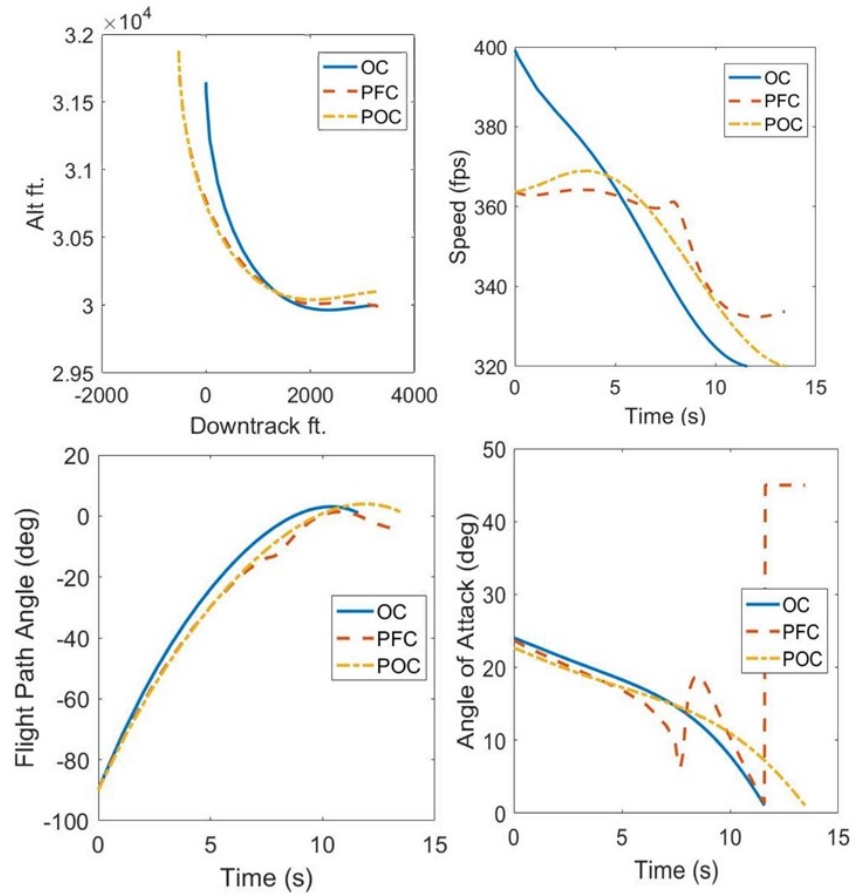 ×10⁴
3.2
3.15
3.1
3.05
3
2.95
Alt ft.
-2000
0
2000
4000
Downtrack ft.
OC
PFC
POC
400
380
360
340
320
Speed (fps)
0
5
10
15
Time (s)
OC
PFC
POC
20
0
-20
-40
-60
-80
-100
Flight Path Angle (deg)
0
5
10
15
Time (s)
OC
PFC
POC
50
40
30
20
10
0
Angle of Attack (deg)
0
5
10
15
Time (s)
OC
PFC
POC